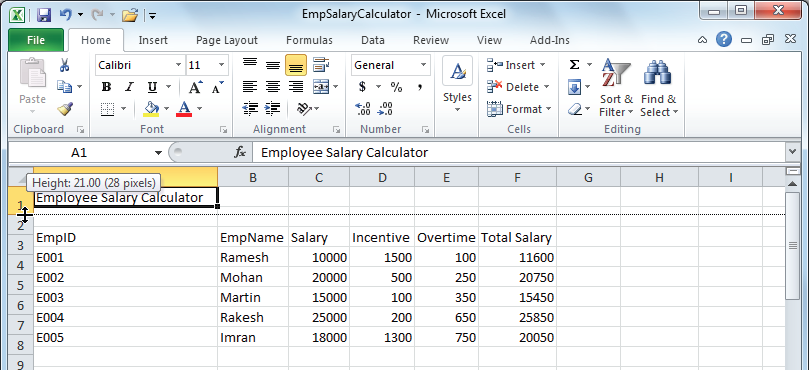 EmpSalaryCalculator - Microsoft Excel
File Home Insert Page Layout Formulas Data Review View Add-Ins
Paste
Calibri 11
B I U A A
A
General
$ % ,
.0 .00 .00 .0
Styles
Insert
Delete
Format
Σ
Sort & Filter
Find & Select
Clipboard Font Alignment Number Cells Editing
A1 fx Employee Salary Calculator
B C D E F G H I
Height: 21.00 (28 pixels)
1 Employee Salary Calculator
2
3 EmpID EmpName Salary Incentive Overtime Total Salary
4 E001 Ramesh 10000 1500 100 11600
5 E002 Mohan 20000 500 250 20750
6 E003 Martin 15000 100 350 15450
7 E004 Rakesh 25000 200 650 25850
8 E005 Imran 18000 1300 750 20050